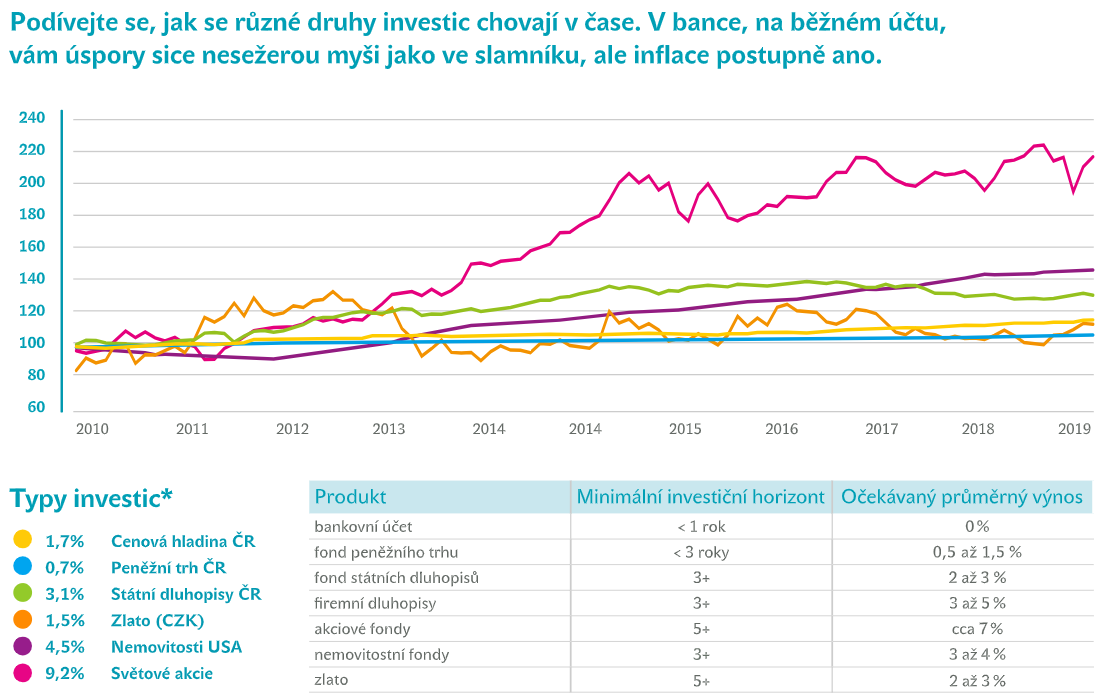 Podívejte se, jak se různé druhy investic chovají v čase. V bance, na běžném účtu,
vám úspory sice nesežerou myši jako ve slamníku, ale inflace postupně ano.
240
220
200
180
160
140
120
100
80
60
2010 2011 2012 2013 2014 2014 2015 2016 2017 2018 2019
Typy investic*
1,7% Cenová hladina ČR
0,7% Peněžní trh ČR
3,1% Státní dluhopisy ČR
1,5% Zlato (CZK)
4,5% Nemovitosti USA
9,2% Světové akcie
Produkt Minimální investiční horizont Očekávaný průměrný výnos
bankovní účet < 1 rok 0 %
fond peněžního trhu < 3 roky 0,5 až 1,5 %
fond státních dluhopisů 3+ 2 až 3 %
firemní dluhopisy 3+ 3 až 5 %
akciové fondy 5+ cca 7 %
nemovitostní fondy 3+ 3 až 4 %
zlato 5+ 2 až 3 %